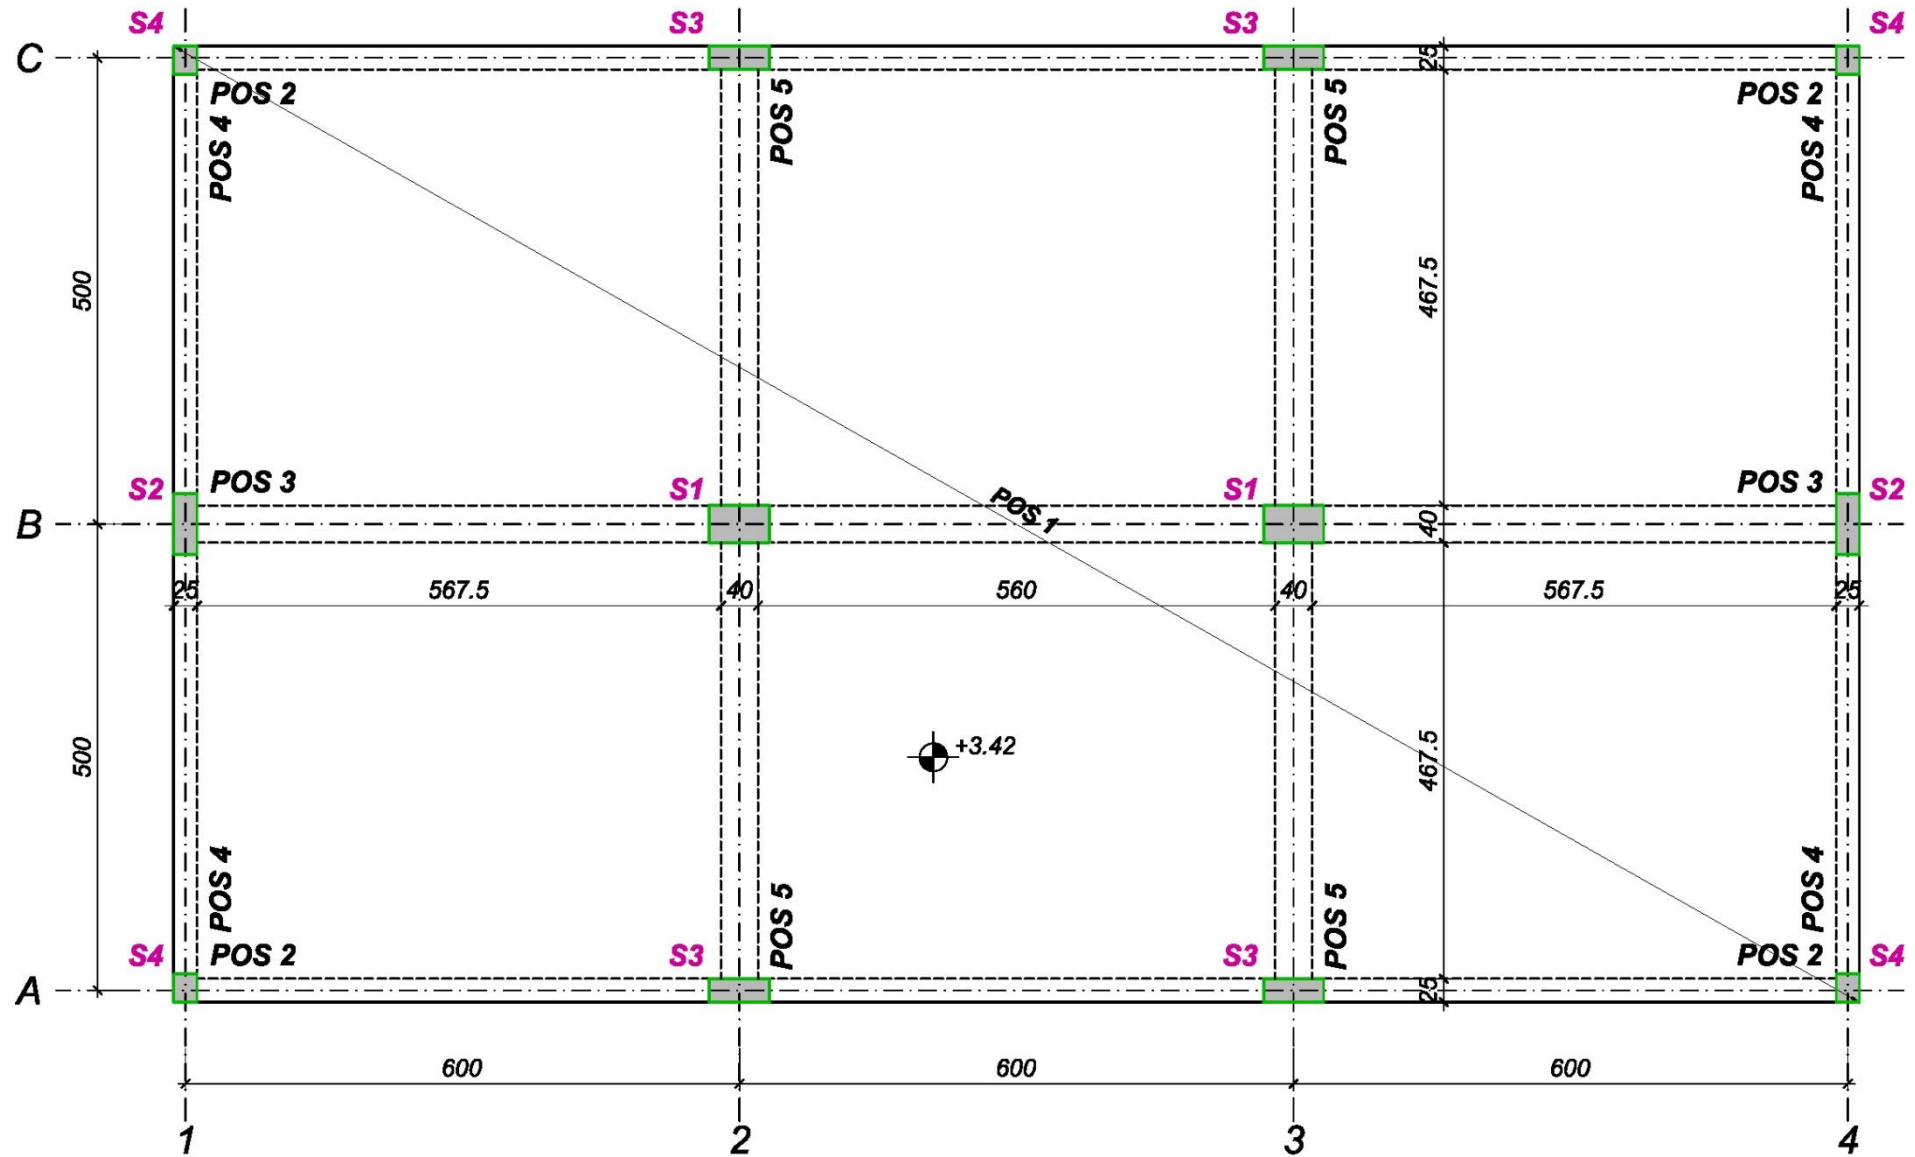 S4 S3 S3 S4
C
25
POS 2 POS 2
POS 4 POS 5 POS 5 POS 4
500 467.5
S2 POS 3 S1 S1 POS 3 S2
POS 1
B
40
25 567.5 40 560 40 567.5 25
+3.42
500 467.5
POS 4 POS 5 POS 5 POS 4
S4 POS 2 S3 S3 POS 2 S4
A
25
600 600 600
1 2 3 4